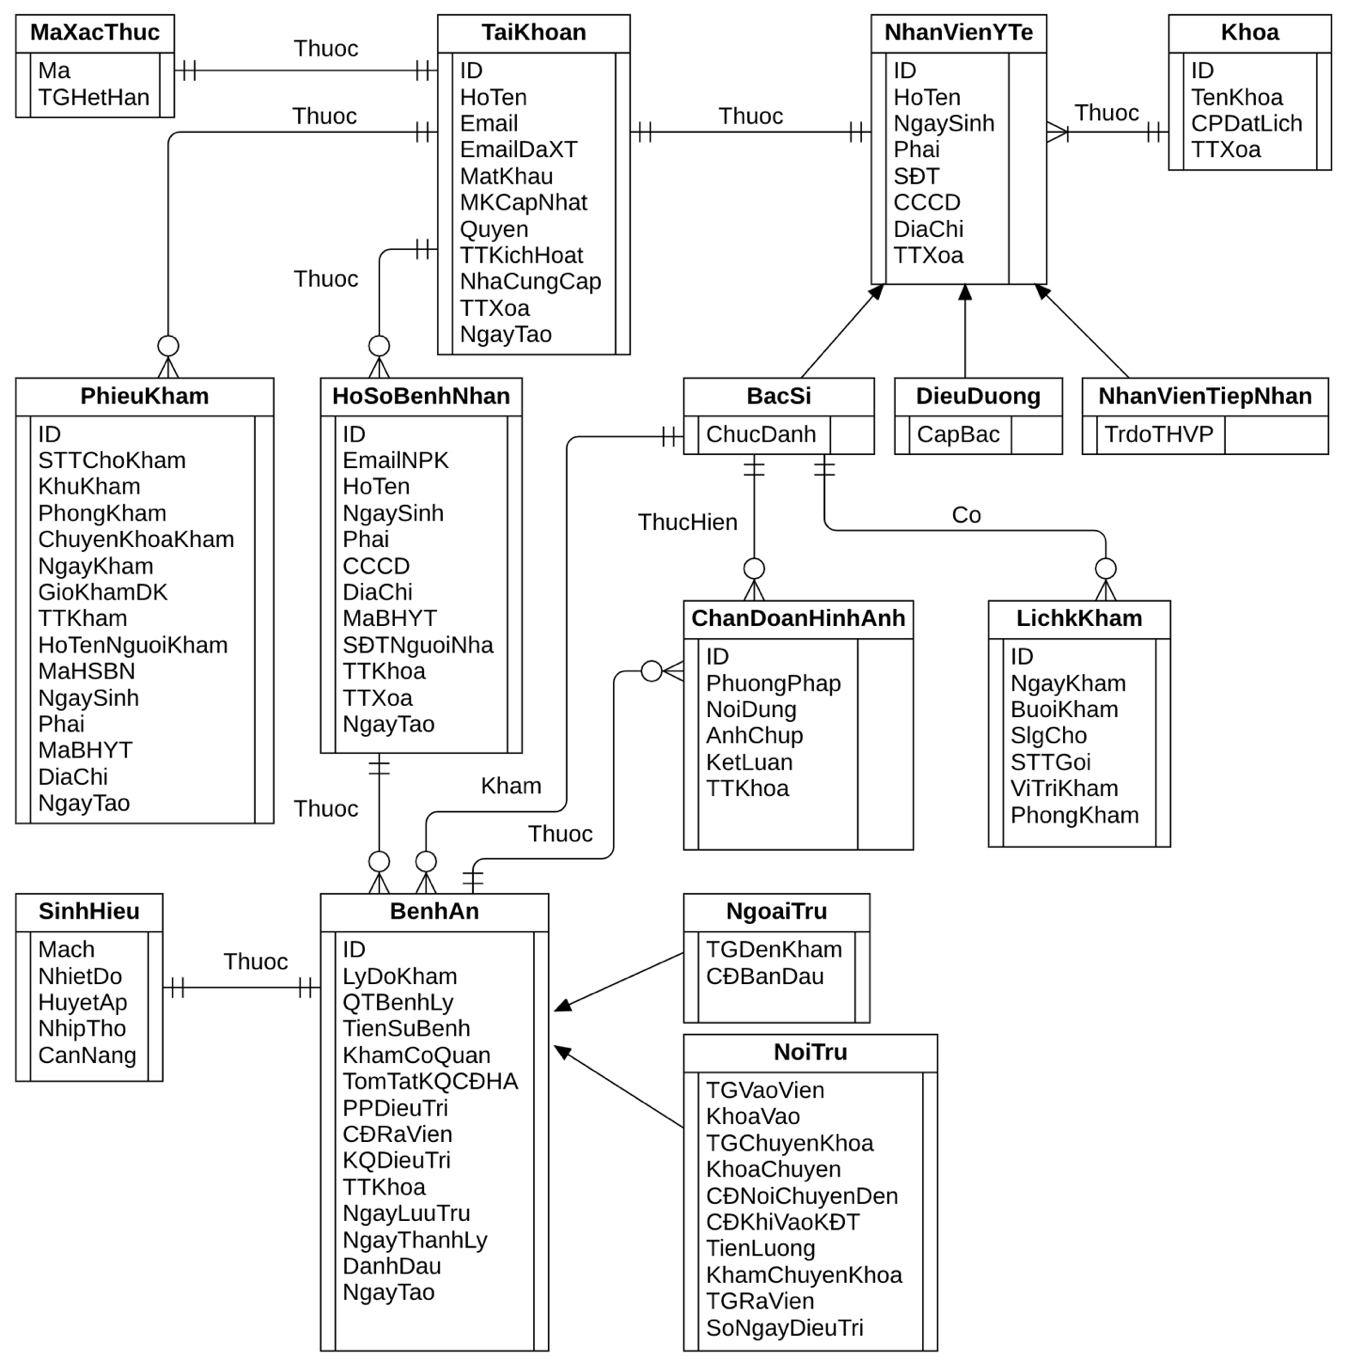 MaXacThuc
Ma
TGHetHan
Thuoc
Thuoc
Thuoc
TaiKhoan
ID
HoTen
Email
EmailDaXT
MatKhau
MKCapNhat
Quyen
TTKichHoat
NhaCungCap
TTXoa
NgayTao
Thuoc
NhanVienYTe
ID
HoTen
NgaySinh
Phai
SĐT
CCCD
DiaChi
TTXoa
Thuoc
Khoa
ID
TenKhoa
CPDatLich
TTXoa
PhieuKham
ID
STTChoKham
KhuKham
PhongKham
ChuyenKhoaKham
NgayKham
GioKhamDK
TTKham
HoTenNguoiKham
MaHSBN
NgaySinh
Phai
MaBHYT
DiaChi
NgayTao
HoSoBenhNhan
ID
EmailNPK
HoTen
NgaySinh
Phai
CCCD
DiaChi
MaBHYT
SĐTNguoiNha
TTKhoa
TTXoa
NgayTao
BacSi
ChucDanh
DieuDuong
CapBac
NhanVienTiepNhan
TrdoTHVP
ThucHien
Co
ChanDoanHinhAnh
ID
PhuongPhap
NoiDung
AnhChup
KetLuan
TTKhoa
LichkKham
ID
NgayKham
BuoiKham
SlgCho
STTGoi
ViTriKham
PhongKham
Thuoc
Kham
Thuoc
SinhHieu
Mach
NhietDo
HuyetAp
NhipTho
CanNang
Thuoc
BenhAn
ID
LyDoKham
QTBenhLy
TienSuBenh
KhamCoQuan
TomTatKQCĐHA
PPDieuTri
CĐRaVien
KQDieuTri
TTKhoa
NgayLuuTru
NgayThanhLy
DanhDau
NgayTao
NgoaiTru
TGDenKham
CĐBanDau
NoiTru
TGVaoVien
KhoaVao
TGChuyenKhoa
KhoaChuyen
CĐNoiChuyenDen
CĐKhiVaoKĐT
TienLuong
KhamChuyenKhoa
TGRaVien
SoNgayDieuTri